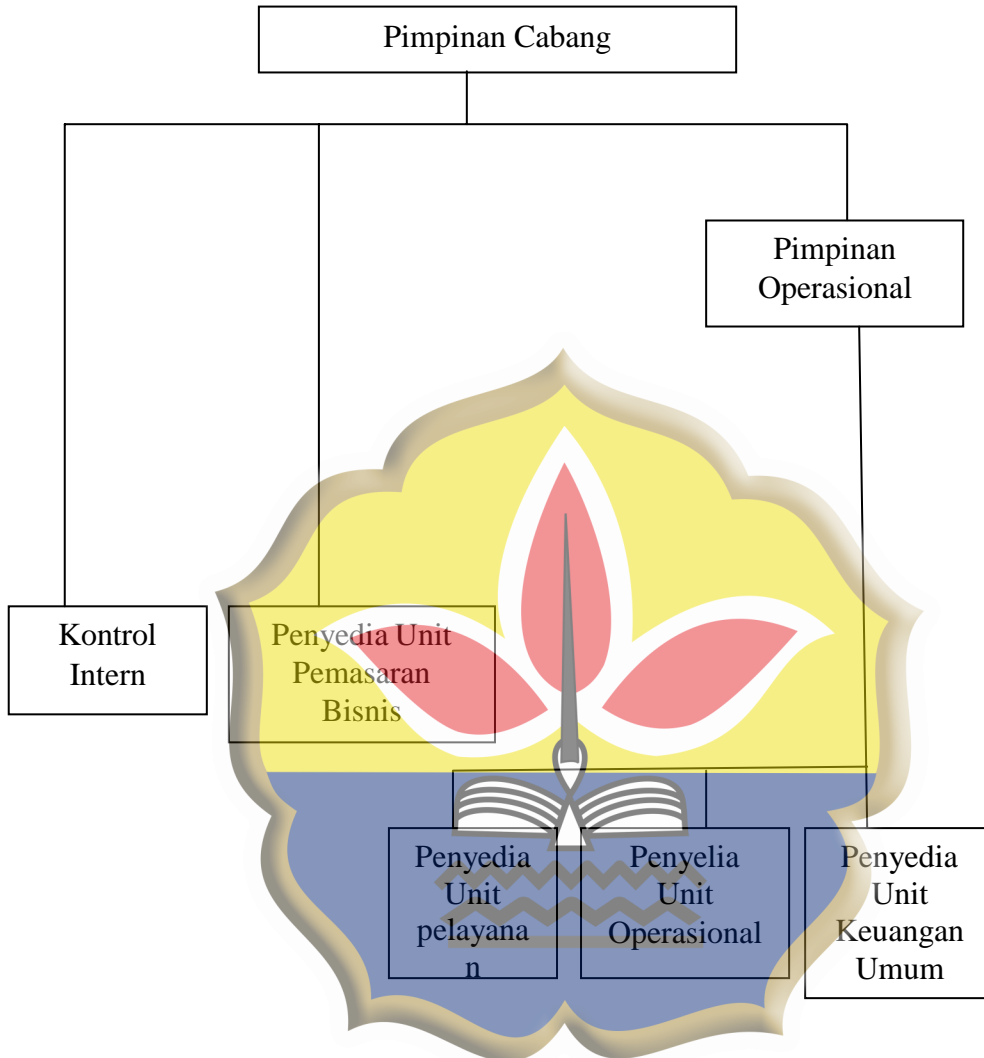 Pimpinan Cabang
Pimpinan
Operasional
Kontrol
Intern
Penyedia Unit
Pemasaran
Bisnis
Penyedia
Unit
pelayana
n
Penyelia
Unit
Operasional
Penyedia
Unit
Keuangan
Umum